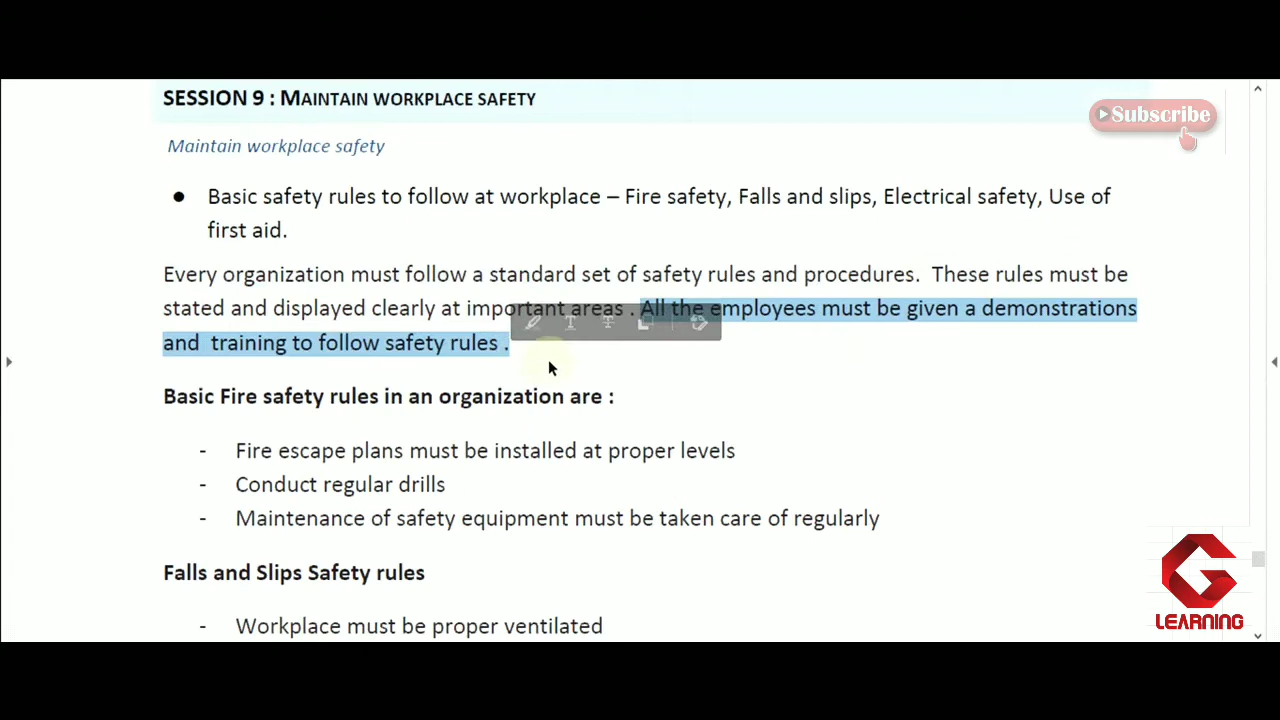 SESSION 9 : MAINTAIN WORKPLACE SAFETY
Subscribe
Maintain workplace safety
● Basic safety rules to follow at workplace – Fire safety, Falls and slips, Electrical safety, Use of
first aid.
Every organization must follow a standard set of safety rules and procedures.  These rules must be
stated and displayed clearly at important areas . All the employees must be given a demonstrations
and  training to follow safety rules .
Basic Fire safety rules in an organization are :
- Fire escape plans must be installed at proper levels
- Conduct regular drills
- Maintenance of safety equipment must be taken care of regularly
Falls and Slips Safety rules
- Workplace must be proper ventilated
G
LEARNING